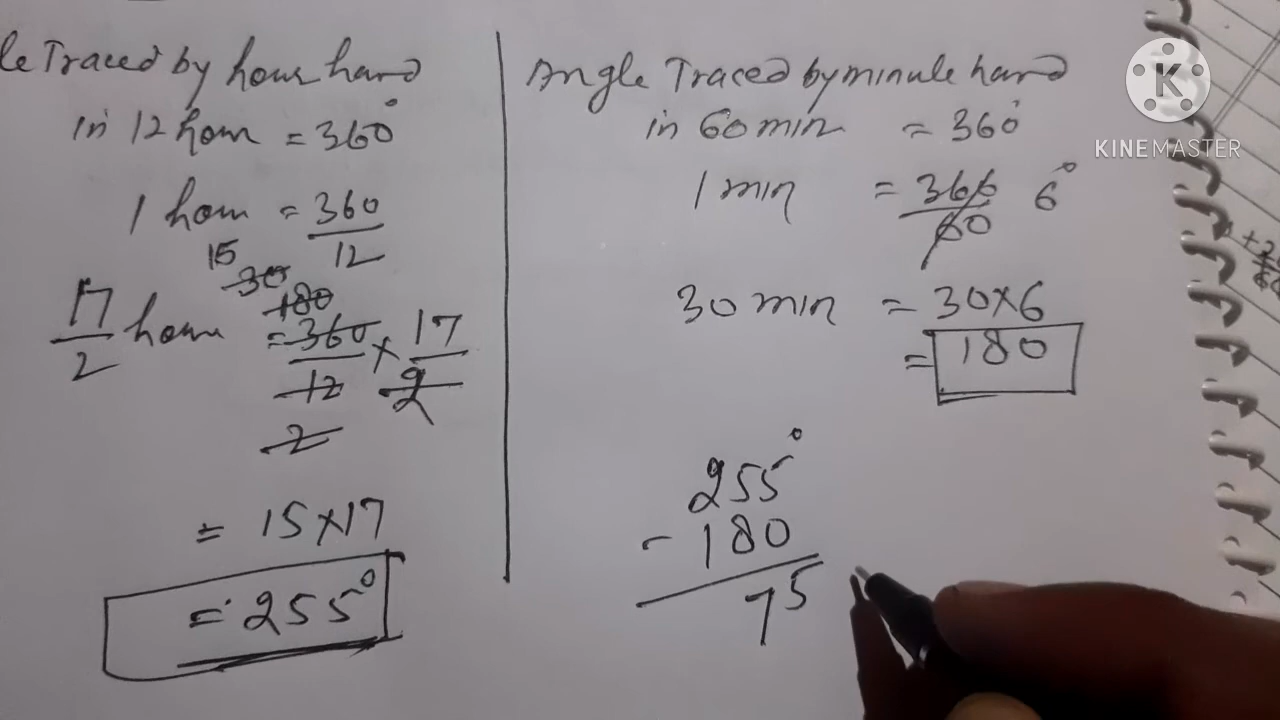 le Traced by hour hand
in 12 hour = 360°
1 hour = 360
12
15
30
180
17
2 hour = 360 × 17
12 2
2
= 15 × 17
= 255°
Angle Traced by minute hand
in 60 min = 360°
1 min = 360 6°
60
30 min = 30×6
= 180
255°
- 180
75
K
KINEMASTER